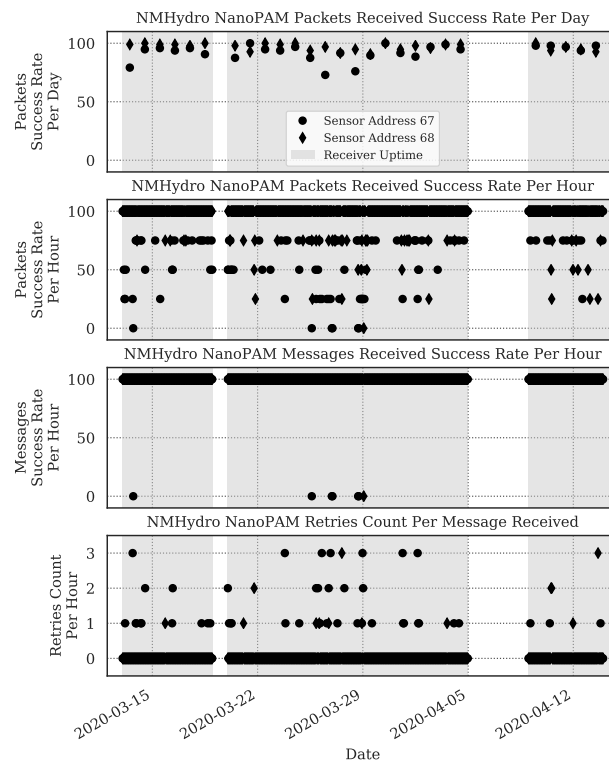 NMHydro NanoPAM Packets Received Success Rate Per Day
Packets
Success Rate
Per Day
100
50
0
Sensor Address 67
Sensor Address 68
Receiver Uptime
NMHydro NanoPAM Packets Received Success Rate Per Hour
Packets
Success Rate
Per Hour
100
50
0
NMHydro NanoPAM Messages Received Success Rate Per Hour
Messages
Success Rate
Per Hour
100
50
0
NMHydro NanoPAM Retries Count Per Message Received
Retries Count
Per Hour
3
2
1
0
2020-03-15
2020-03-22
2020-03-29
2020-04-05
2020-04-12
Date